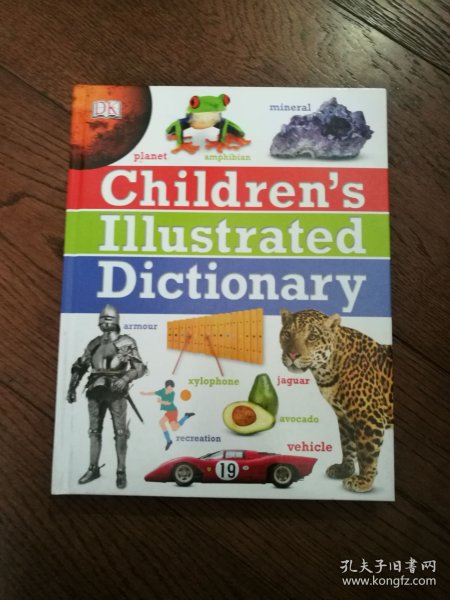 DK
mineral
planet
amphibian
Children's
Illustrated
Dictionary
armour
xylophone
jaguar
avocado
recreation
vehicle
19
孔夫子旧书网
www.kongfz.com